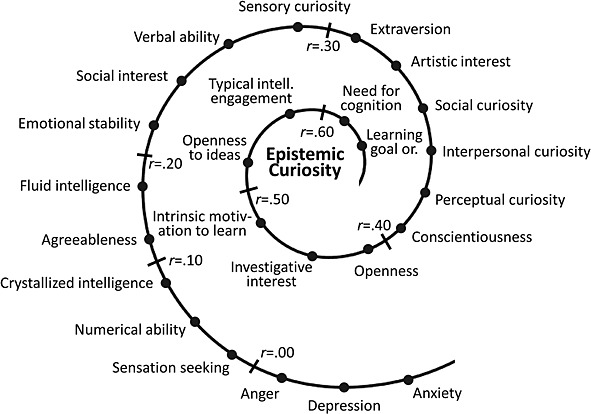 Sensory curiosity
Verbal ability
r=.30
Extraversion
Social interest
Artistic interest
Typical intell.
engagement
Need for
cognition
Social curiosity
Emotional stability
r=.60
Openness
to ideas
Learning
goal or.
Epistemic
Curiosity
Interpersonal curiosity
r=.20
Fluid intelligence
r=.50
Perceptual curiosity
Intrinsic motiv-
ation to learn
r=.40
Conscientiousness
Agreeableness
r=.10
Investigative
interest
Openness
Crystallized intelligence
Numerical ability
r=.00
Sensation seeking
Anger
Depression
Anxiety